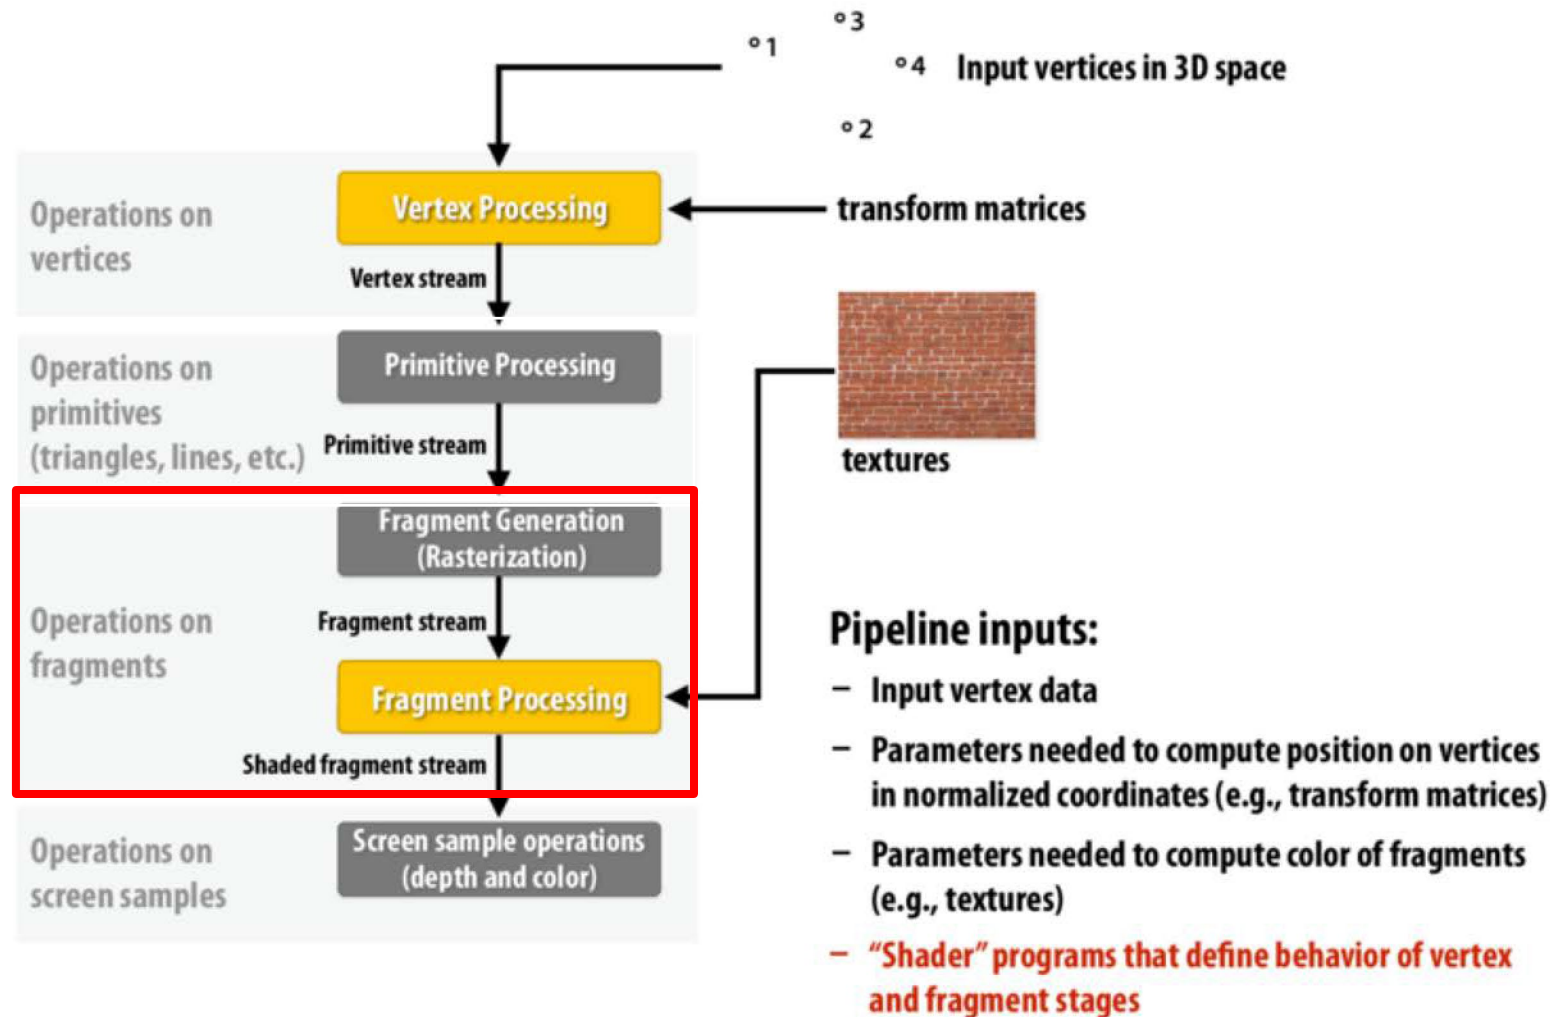 °3
°1
°4 Input vertices in 3D space
°2
Operations on
vertices
Vertex Processing
transform matrices
Vertex stream
Operations on
primitives
(triangles, lines, etc.)
Primitive Processing
Primitive stream
textures
Operations on
fragments
Fragment Generation
(Rasterization)
Fragment stream
Fragment Processing
Shaded fragment stream
Operations on
screen samples
Screen sample operations
(depth and color)
Pipeline inputs:
– Input vertex data
– Parameters needed to compute position on vertices
in normalized coordinates (e.g., transform matrices)
– Parameters needed to compute color of fragments
(e.g., textures)
– “Shader” programs that define behavior of vertex
and fragment stages